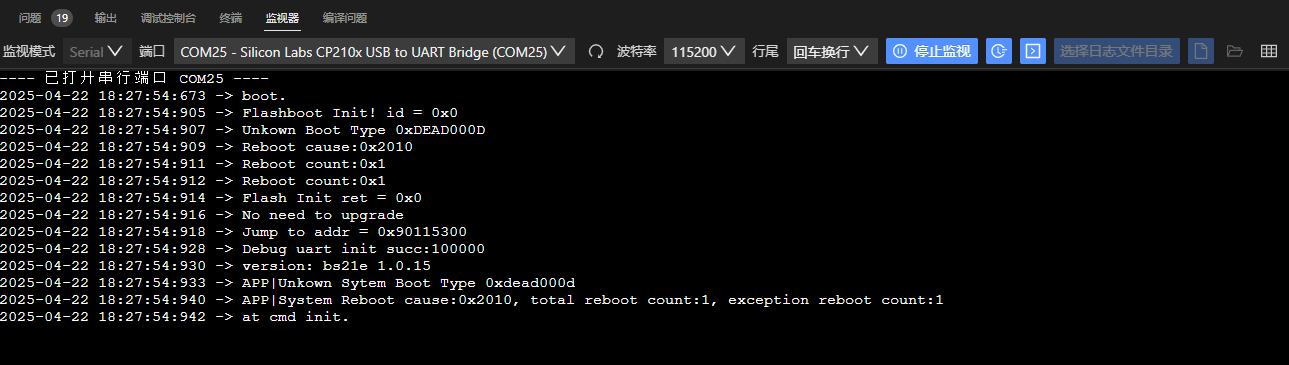 问题 19 输出 调试控制台 终端 监视器 编译问题
监视模式 Serial 端口 COM25 - Silicon Labs CP210x USB to UART Bridge (COM25) 波特率 115200 行尾 回车换行 停止监视 选择日志文件目录
---- 已打开串行端口 COM25 ----
2025-04-22 18:27:54:673 -> boot.
2025-04-22 18:27:54:905 -> Flashboot Init! id = 0x0
2025-04-22 18:27:54:907 -> Unkown Boot Type 0xDEAD000D
2025-04-22 18:27:54:909 -> Reboot cause:0x2010
2025-04-22 18:27:54:911 -> Reboot count:0x1
2025-04-22 18:27:54:912 -> Reboot count:0x1
2025-04-22 18:27:54:914 -> Flash Init ret = 0x0
2025-04-22 18:27:54:916 -> No need to upgrade
2025-04-22 18:27:54:918 -> Jump to addr = 0x90115300
2025-04-22 18:27:54:928 -> Debug uart init succ:100000
2025-04-22 18:27:54:930 -> version: bs21e 1.0.15
2025-04-22 18:27:54:933 -> APP|Unkown Sytem Boot Type 0xdead000d
2025-04-22 18:27:54:940 -> APP|System Reboot cause:0x2010, total reboot count:1, exception reboot count:1
2025-04-22 18:27:54:942 -> at cmd init.